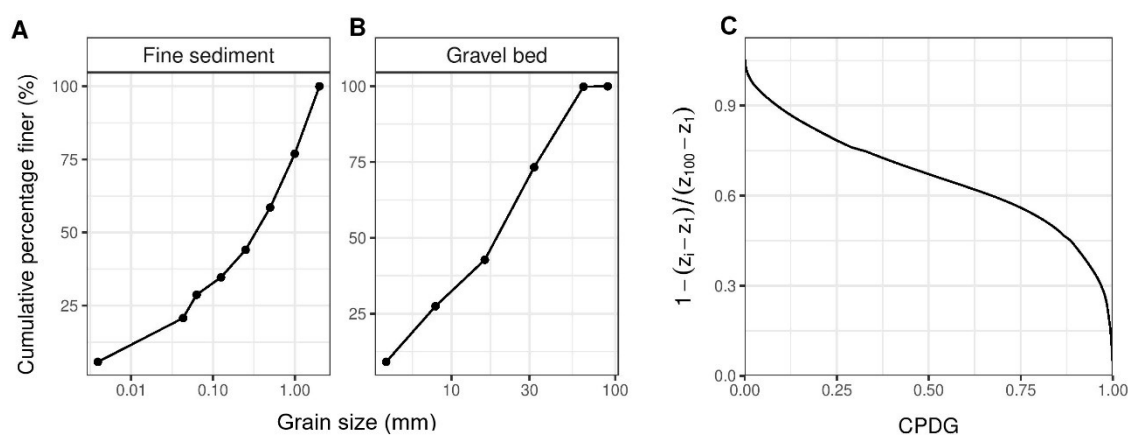 A
Fine sediment
B
Gravel bed
C
Cumulative percentage finer (%)
100
75
50
25
0.01
0.10
1.00
100
75
50
25
10
30
100
Grain size (mm)
1 − (z_i − z_1)/(z_100 − z_1)
0.9
0.6
0.3
0.0
0.00
0.25
0.50
0.75
1.00
CPDG